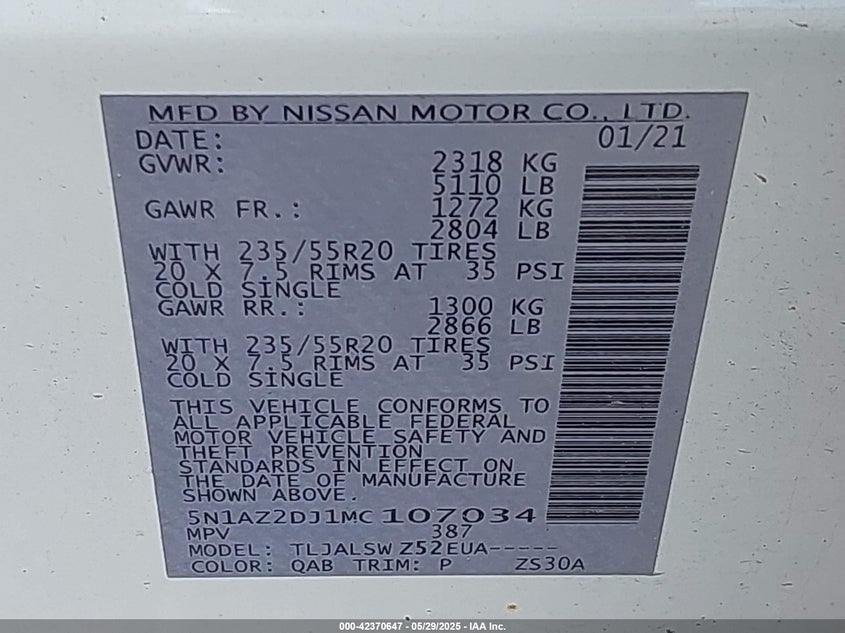 MFD BY NISSAN MOTOR CO., LTD.
DATE: 01/21
GVWR: 2318 KG
5110 LB
GAWR FR.: 1272 KG
2804 LB
WITH 235/55R20 TIRES
20 X 7.5 RIMS AT 35 PSI
COLD SINGLE
GAWR RR.: 1300 KG
2866 LB
WITH 235/55R20 TIRES
20 X 7.5 RIMS AT 35 PSI
COLD SINGLE
THIS VEHICLE CONFORMS TO
ALL APPLICABLE FEDERAL
MOTOR VEHICLE SAFETY AND
THEFT PREVENTION
STANDARDS IN EFFECT ON
THE DATE OF MANUFACTURE
SHOWN ABOVE.
5N1AZ2DJ1MC107034
MPV 387
MODEL: TLJALSW Z52EUA-----
COLOR: QAB TRIM: P ZS30A
000-42370647 - 05/29/2025 - IAA Inc.